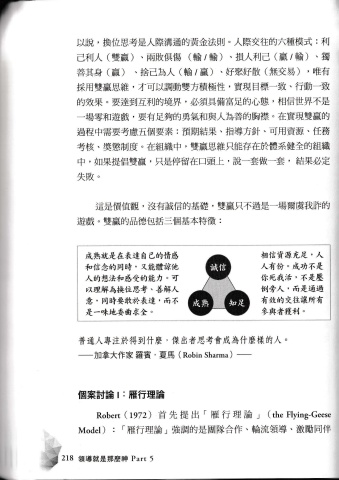 以說，換位思考是人際溝通的黃金法則。人際交往的六種模式：利
己利人（雙贏）、兩敗俱傷（輸/輸）、損人利己（贏/輸）、獨
善其身（贏）、捨己為人（輸/贏）、好聚好散（無交易），唯有
採用雙贏思維，才可以調動雙方積極性，實現目標一致、行動一致
的效果。要達到互利的境界，必須具備富足的心態，相信世界不是
一場零和遊戲，要有足夠的勇氣和與人為善的胸襟。在實現雙贏的
過程中需要考慮五個要素：預期結果、指導方針、可用資源、任務
考核、獎懲制度。在組織中，雙贏思維只能存在於體系健全的組織
中，如果提倡雙贏，只是停留在口頭上，說一套做一套，結必定
失敗。
這是價值觀，沒有誠信的基礎，雙贏只不過是一場爾虞我詐的
遊戲。雙贏的品德包括三個基本特徵：
成熟就是在表達自己的情感
和信念的同時，又能體諒他
人的想法和感受的能力。可
以理解為換位思考、善解人
意，同時要敢於表達，而不
是一味地委曲求全。
誠信
成熟
知足
相信資源充足，人
人有份。成功不是
你死我活，不是壓
倒旁人，而是通過
有效的交往讓所有
參與者獲利。
普通人專注於得到什麼，傑出者思考會成為什麼樣的人。
——加拿大作家 羅賓·夏馬（Robin Sharma）——
個案討論 1：雁行理論
Robert（1972）首先提出「雁行理論」（the Flying-Geese
Model）：「雁行理論」強調的是團隊合作、輪流領導、激勵同伴
218 領導就是那麼神 Part 5